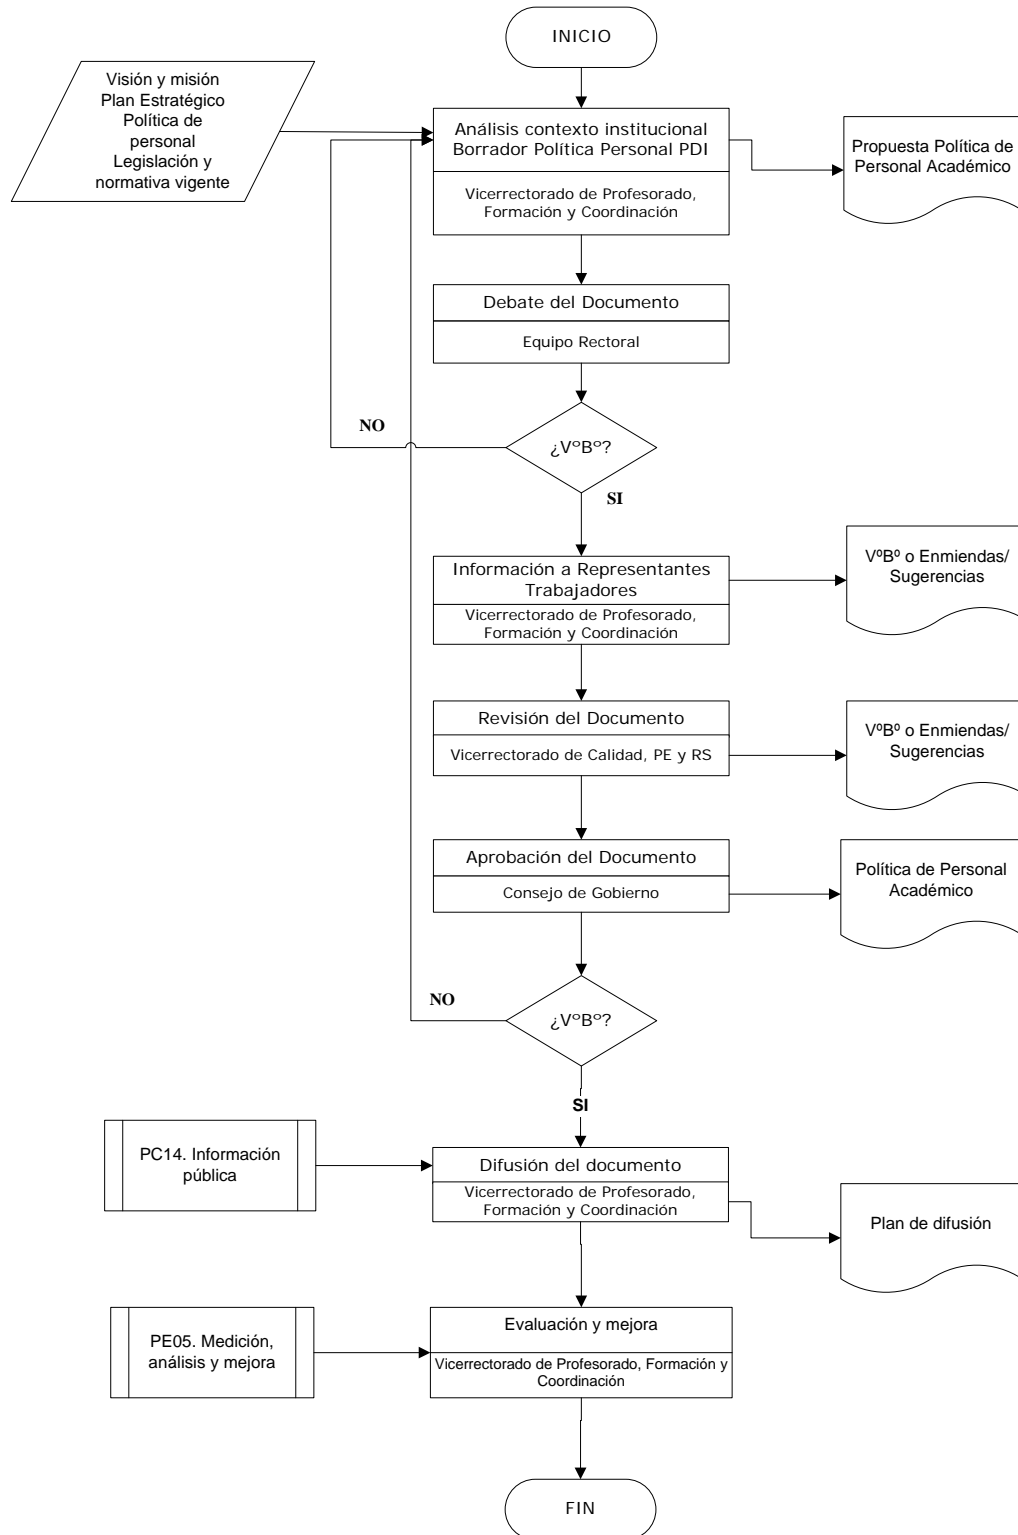 INICIO
Visión y misión
Plan Estratégico
Política de
personal
Legislación y
normativa vigente
Análisis contexto institucional
Borrador Política Personal PDI
Vicerrectorado de Profesorado,
Formación y Coordinación
Propuesta Política de
Personal Académico
Debate del Documento
Equipo Rectoral
NO
¿VºBº?
SI
Información a Representantes
Trabajadores
Vicerrectorado de Profesorado,
Formación y Coordinación
VºBº o Enmiendas/
Sugerencias
Revisión del Documento
Vicerrectorado de Calidad, PE y RS
VºBº o Enmiendas/
Sugerencias
Aprobación del Documento
Consejo de Gobierno
Política de Personal
Académico
NO
¿VºBº?
SI
PC14. Información
pública
Difusión del documento
Vicerrectorado de Profesorado,
Formación y Coordinación
Plan de difusión
PE05. Medición,
análisis y mejora
Evaluación y mejora
Vicerrectorado de Profesorado, Formación y
Coordinación
FIN